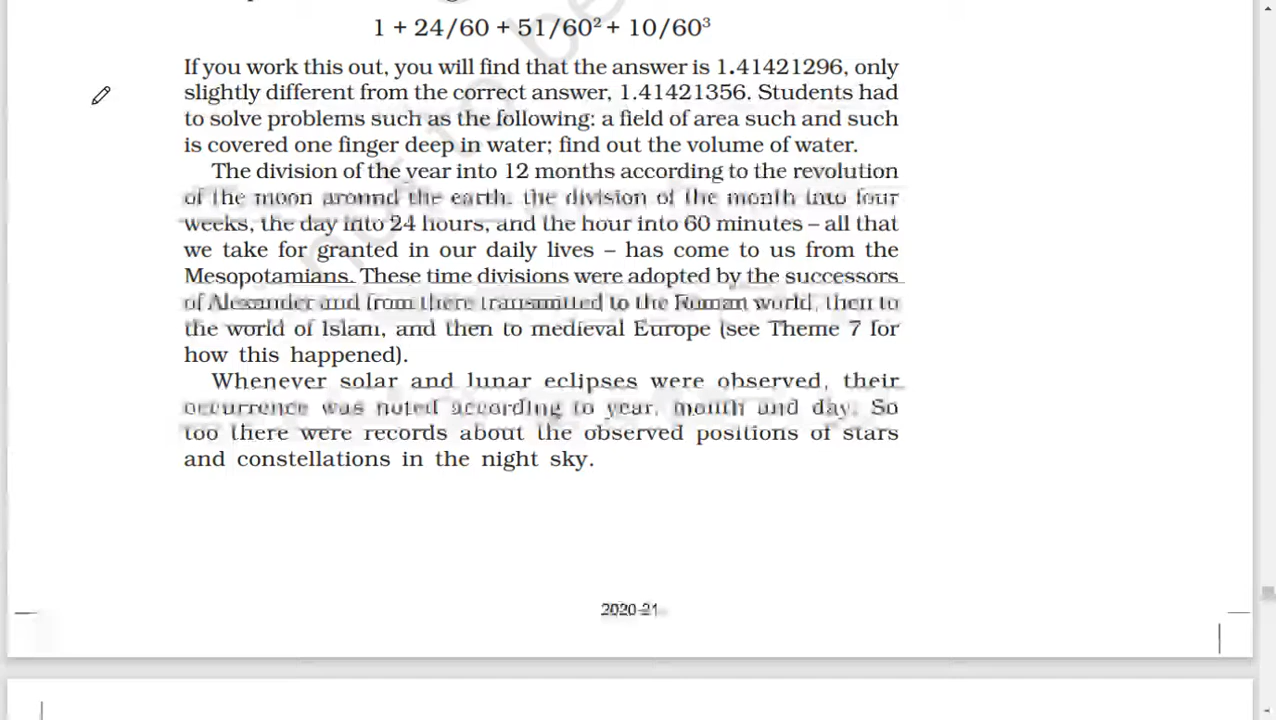 1 + 24/60 + 51/60² + 10/60³
If you work this out, you will find that the answer is 1.41421296, only
slightly different from the correct answer, 1.41421356. Students had
to solve problems such as the following: a field of area such and such
is covered one finger deep in water; find out the volume of water.
The division of the year into 12 months according to the revolution
of the moon around the earth, the division of the month into four
weeks, the day into 24 hours, and the hour into 60 minutes – all that
we take for granted in our daily lives – has come to us from the
Mesopotamians. These time divisions were adopted by the successors
of Alexander and from there transmitted to the Roman world, then to
the world of Islam, and then to medieval Europe (see Theme 7 for
how this happened).
Whenever solar and lunar eclipses were observed, their
occurrence was noted according to year, month and day. So
too there were records about the observed positions of stars
and constellations in the night sky.
not to be
2020-21